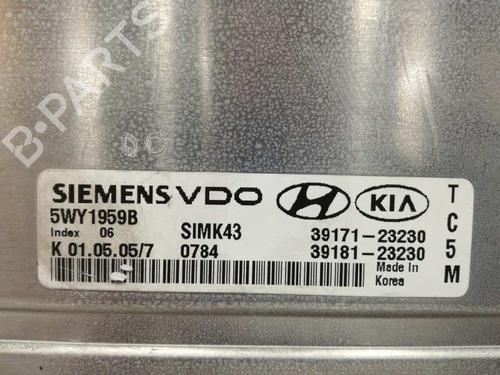 B-PARTS
SIEMENS VDO KIA
5WY1959B
Index 06 SIMK43 39171-23230
K 01.05.05/7 0784 39181-23230
Made In
Korea
T
C
5
M